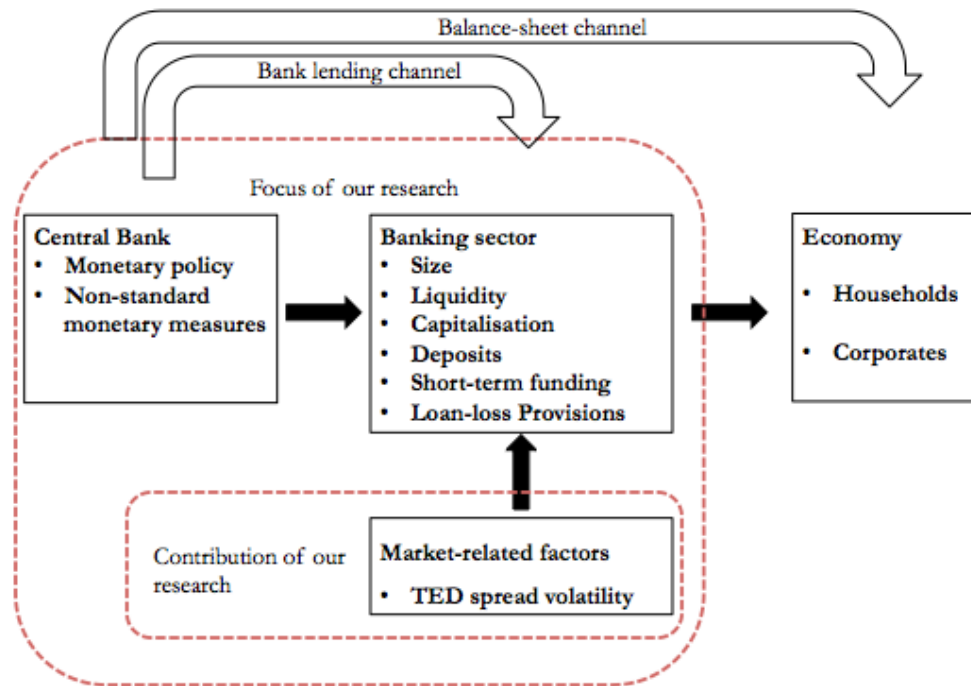 Balance-sheet channel
Bank lending channel
Focus of our research
Central Bank
• Monetary policy
• Non-standard
monetary measures
Banking sector
• Size
• Liquidity
• Capitalisation
• Deposits
• Short-term funding
• Loan-loss Provisions
Economy
• Households
• Corporates
Contribution of our
research
Market-related factors
• TED spread volatility